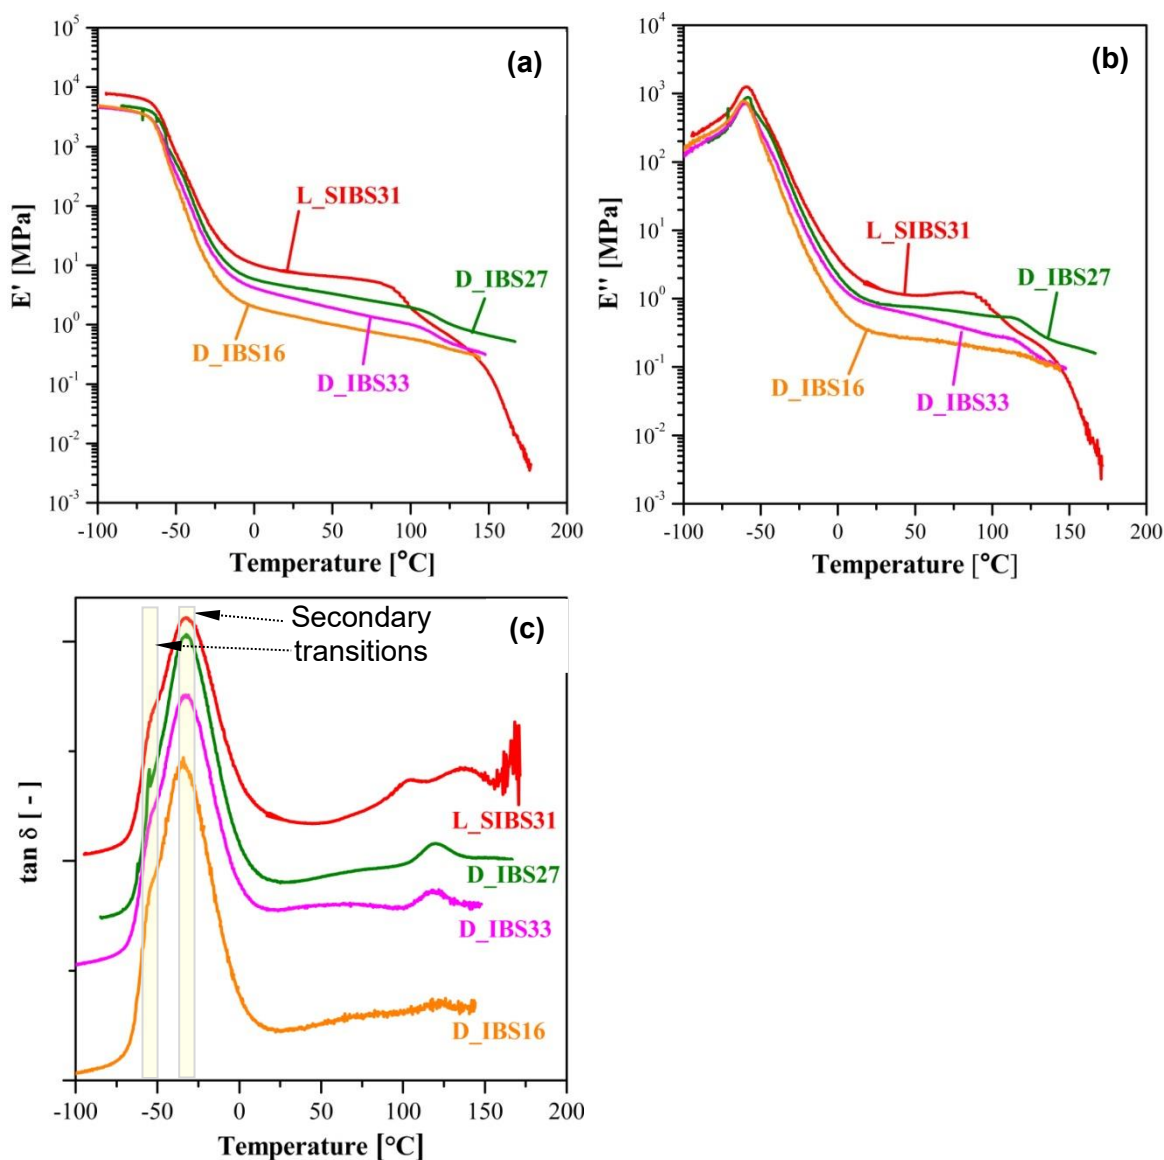 (a)
E' [MPa]
10^5
10^4
10^3
10^2
10^1
10^0
10^-1
10^-2
10^-3
L_SIBS31
D_IBS27
D_IBS16
D_IBS33
-100 -50 0 50 100 150 200
Temperature [°C]
(b)
E'' [MPa]
10^4
10^3
10^2
10^1
10^0
10^-1
10^-2
10^-3
L_SIBS31
D_IBS27
D_IBS16
D_IBS33
-100 -50 0 50 100 150 200
Temperature [°C]
(c)
Secondary
transitions
tan δ [ - ]
L_SIBS31
D_IBS27
D_IBS33
D_IBS16
-100 -50 0 50 100 150 200
Temperature [°C]